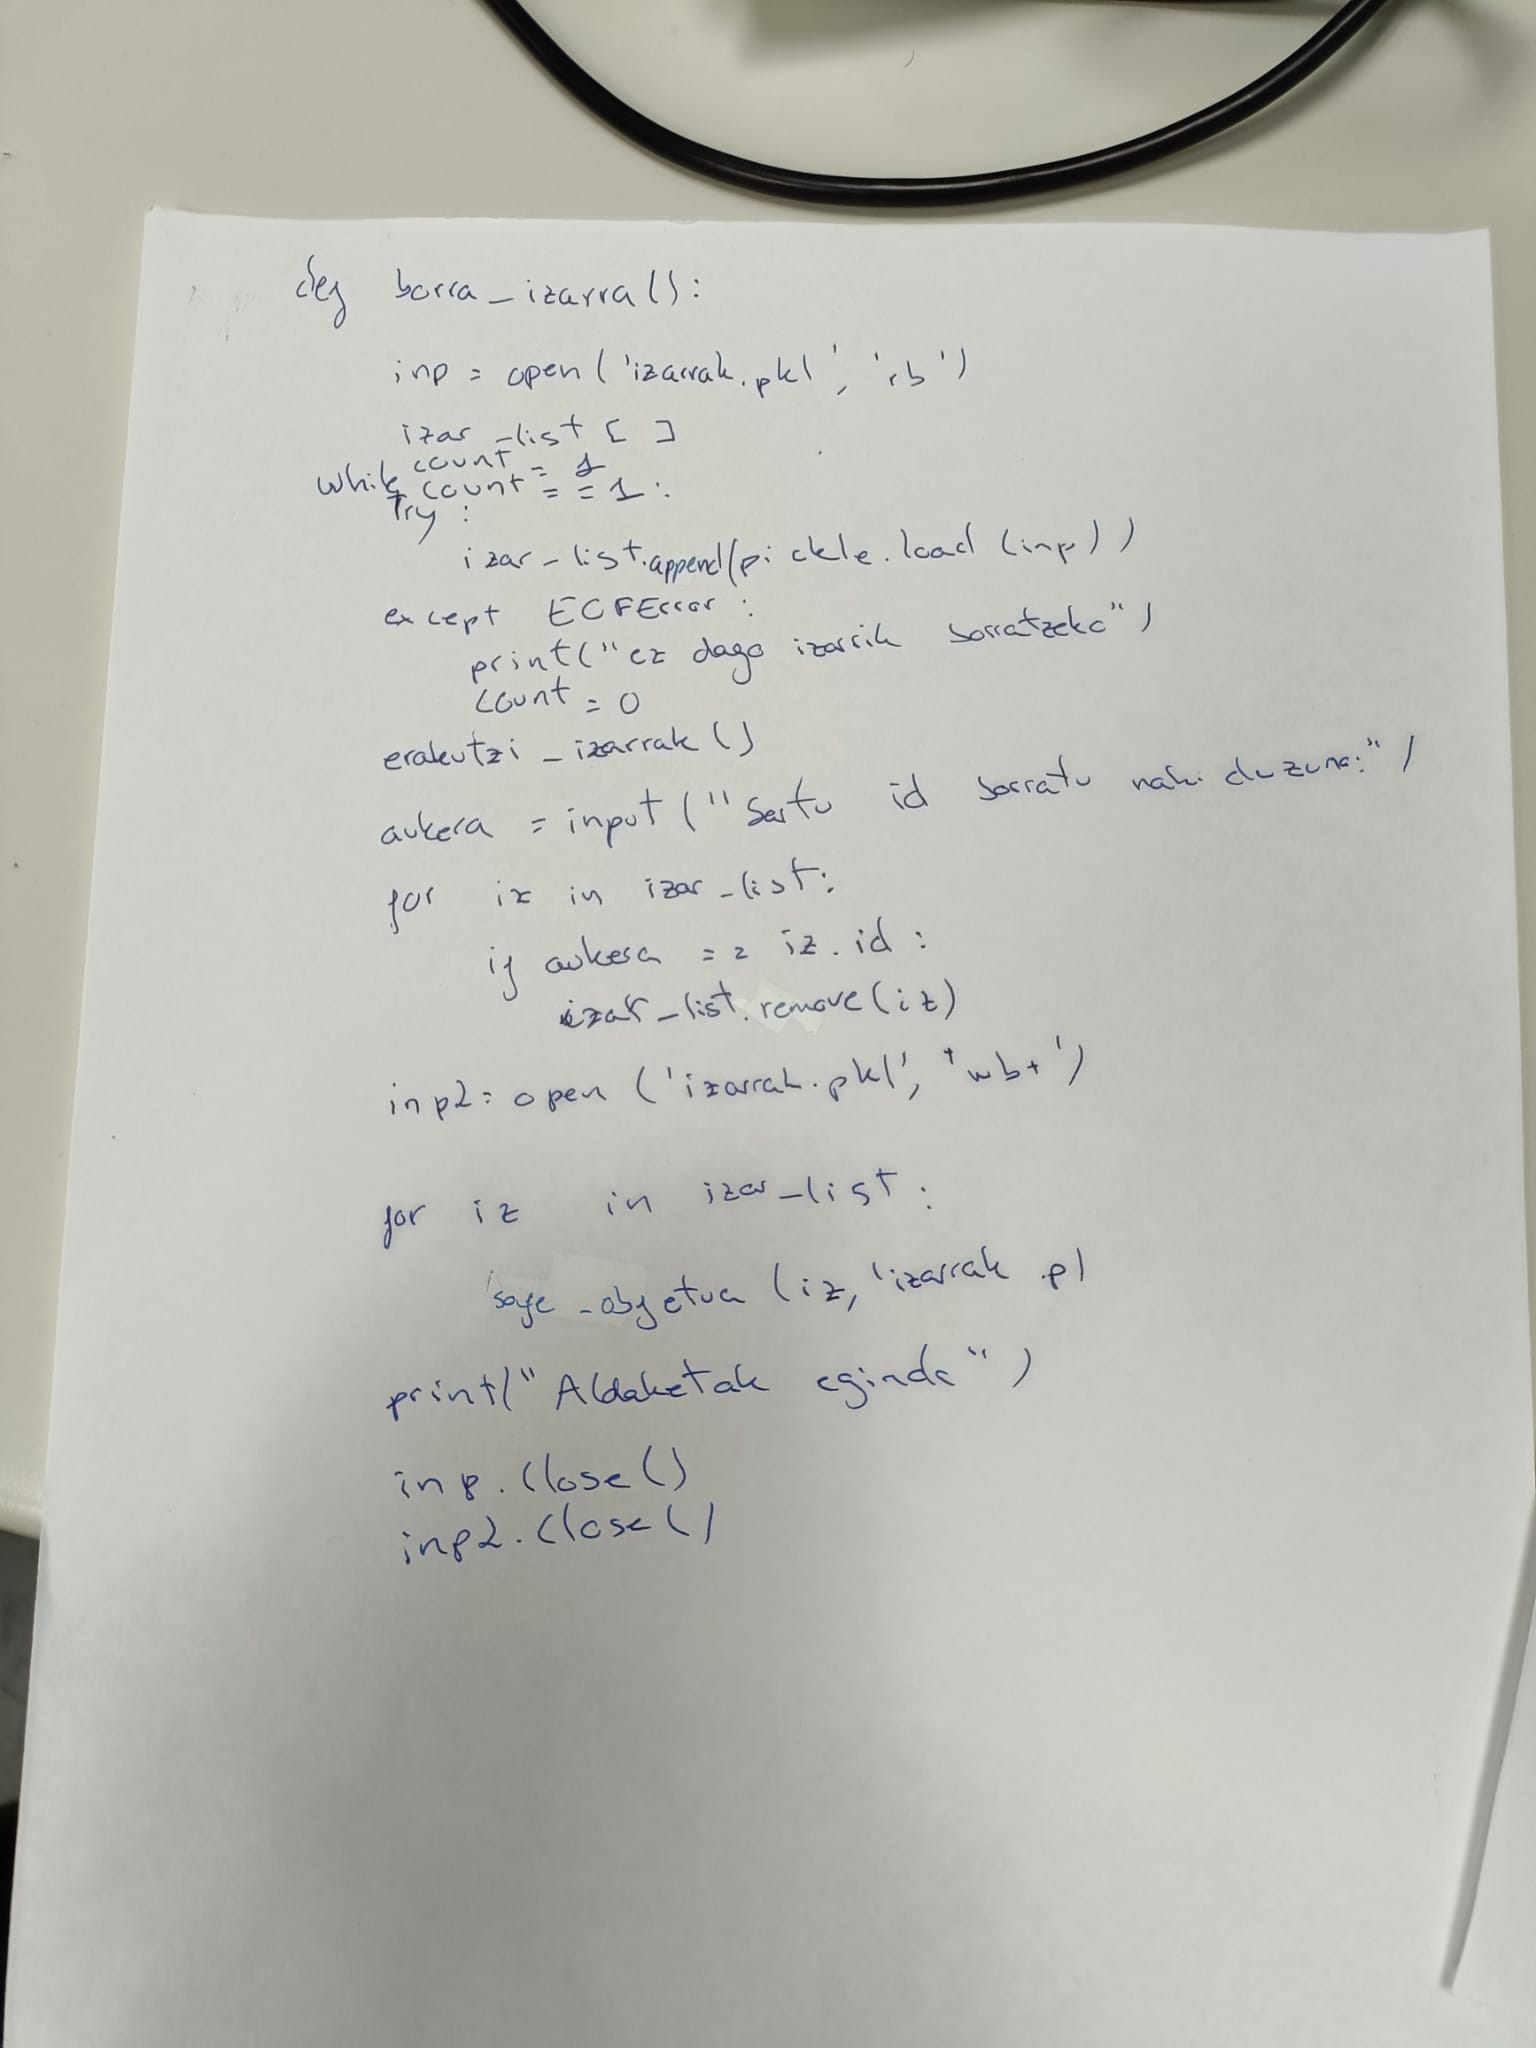 def borra_izarra():
inp = open('izarrak.pkl', 'rb')
izar_list [ ]
count = 1
while count == 1:
Try:
izar_list.append(pickle.load(inp))
except EOFError:
print("ez dago izarrik borratzeko")
count = 0
erakutzi_izarrak()
aukera = input("Sartu id borratu nahi duzuna:")
for iz in izar_list:
if aukera == iz.id:
izar_list.remove(iz)
inp2 = open('izarrak.pkl', 'wb+')
for iz in izar_list:
save_objetua (iz, 'izarrak.pl
print("Aldaketak eginda")
inp.close()
inp2.close()